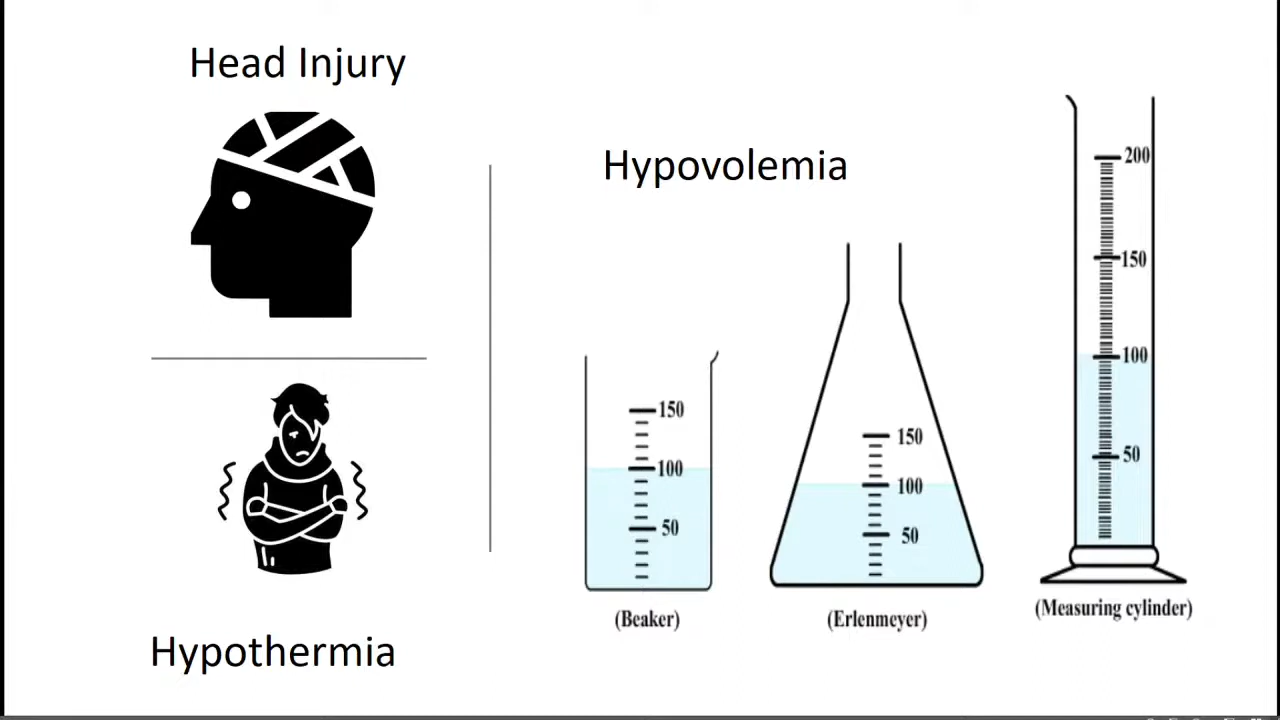 Head Injury
Hypothermia
Hypovolemia
150
100
50
(Beaker)
150
100
50
(Erlenmeyer)
200
150
100
50
(Measuring cylinder)